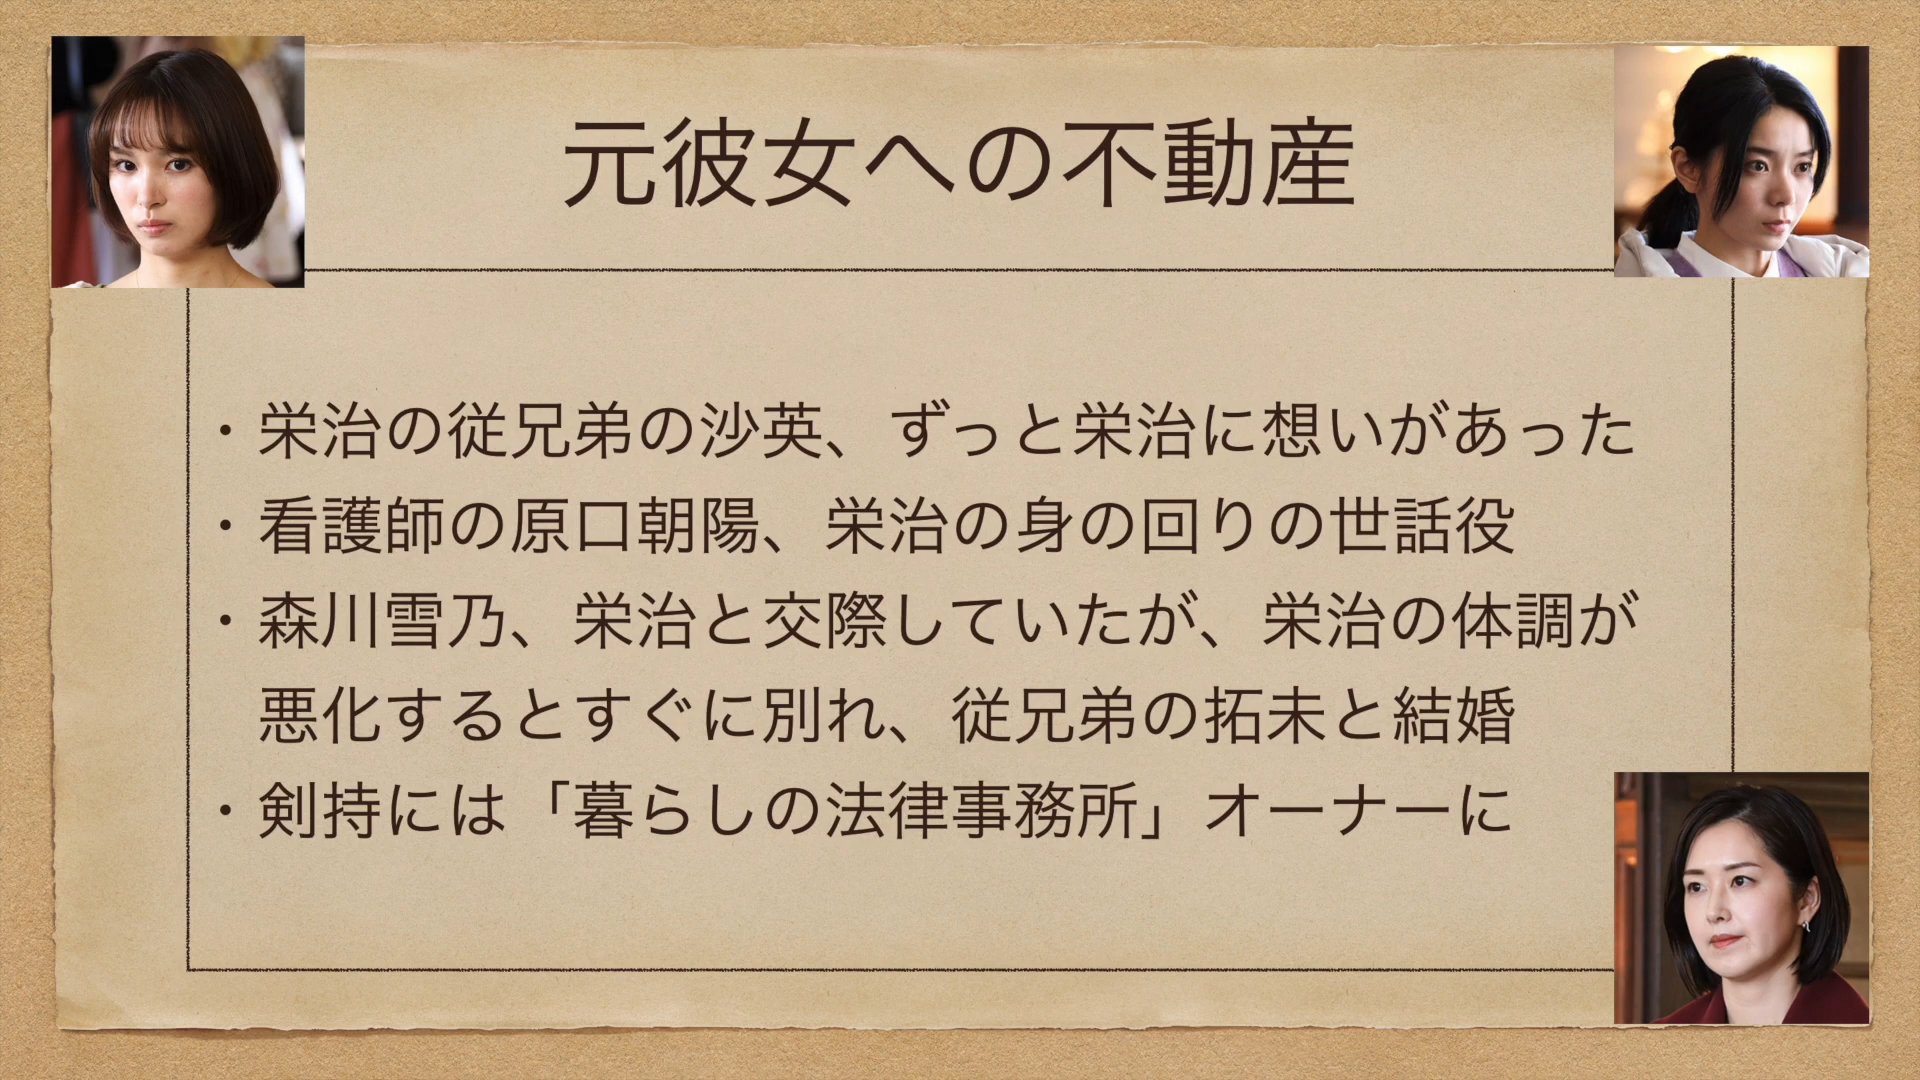 元彼女への不動産
・栄治の従兄弟の沙英、ずっと栄治に想いがあった
・看護師の原口朝陽、栄治の身の回りの世話役
・森川雪乃、栄治と交際していたが、栄治の体調が
悪化するとすぐに別れ、従兄弟の拓未と結婚
・剣持には「暮らしの法律事務所」オーナーに